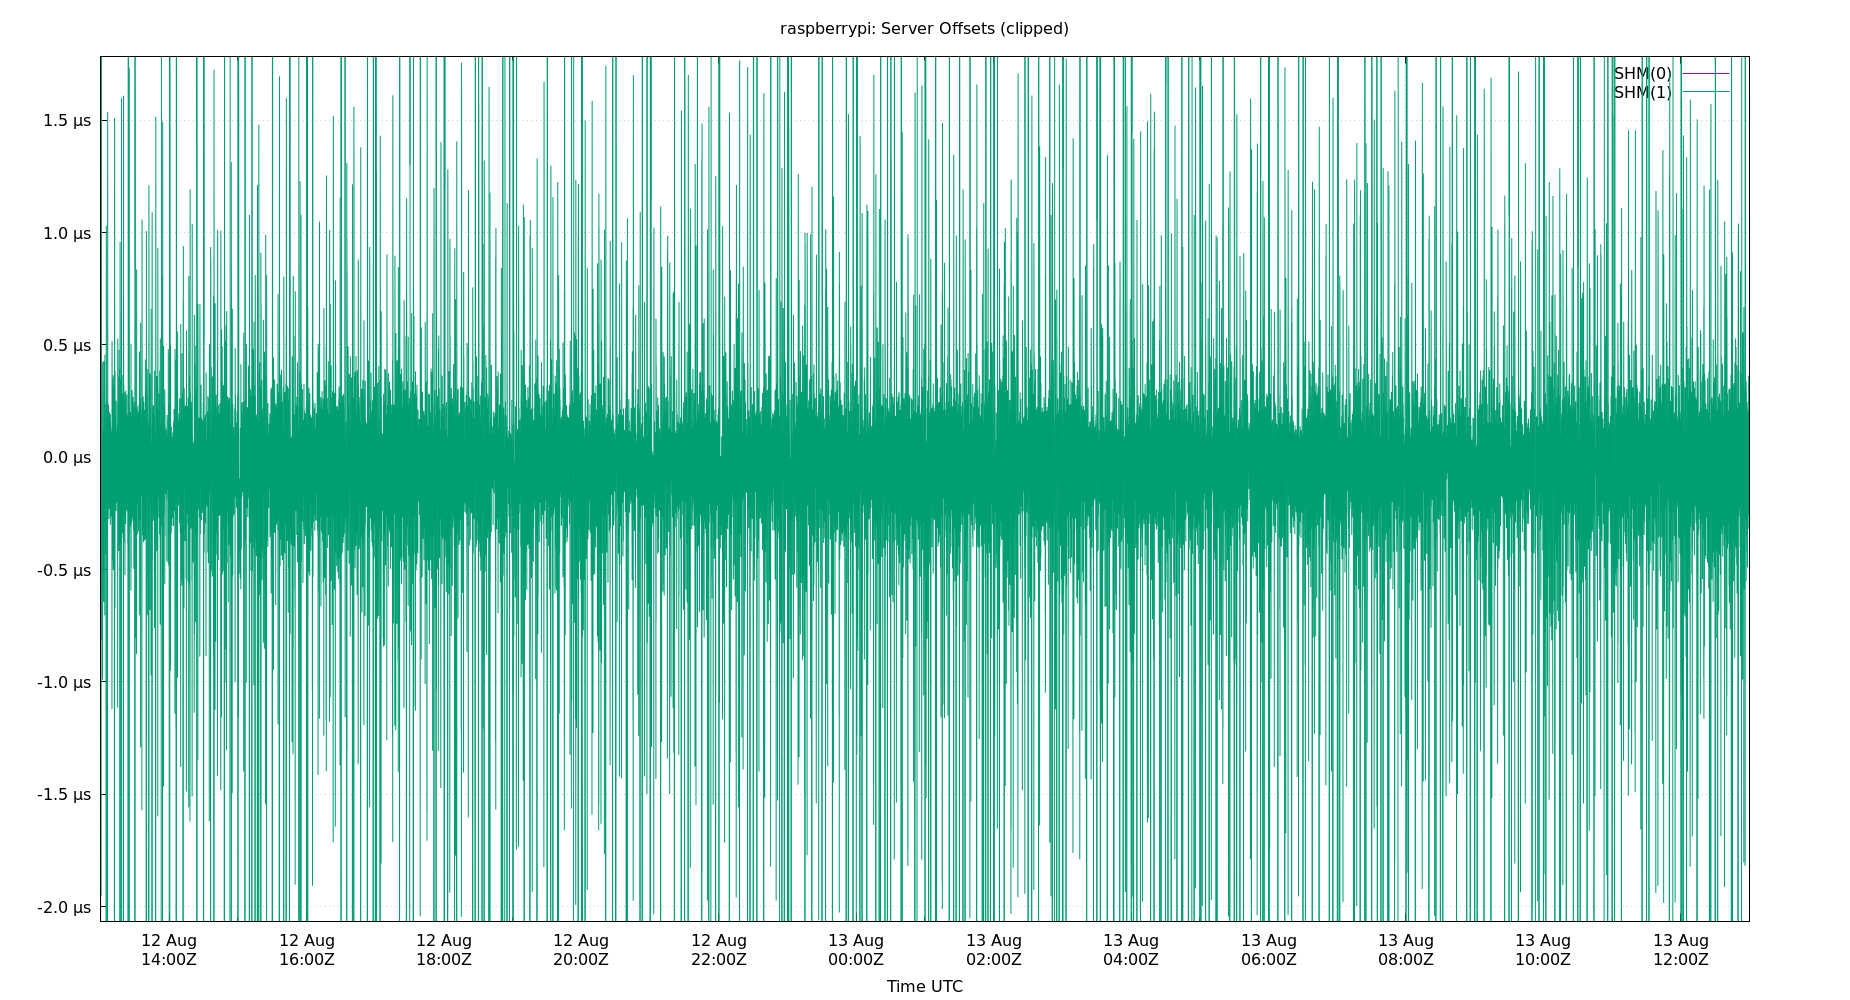 raspberrypi: Server Offsets (clipped)
SHM(0)
SHM(1)
1.5 µs
1.0 µs
0.5 µs
0.0 µs
-0.5 µs
-1.0 µs
-1.5 µs
-2.0 µs
12 Aug 12 Aug 12 Aug 12 Aug 12 Aug 13 Aug 13 Aug 13 Aug 13 Aug 13 Aug 13 Aug 13 Aug
14:00Z 16:00Z 18:00Z 20:00Z 22:00Z 00:00Z 02:00Z 04:00Z 06:00Z 08:00Z 10:00Z 12:00Z
Time UTC